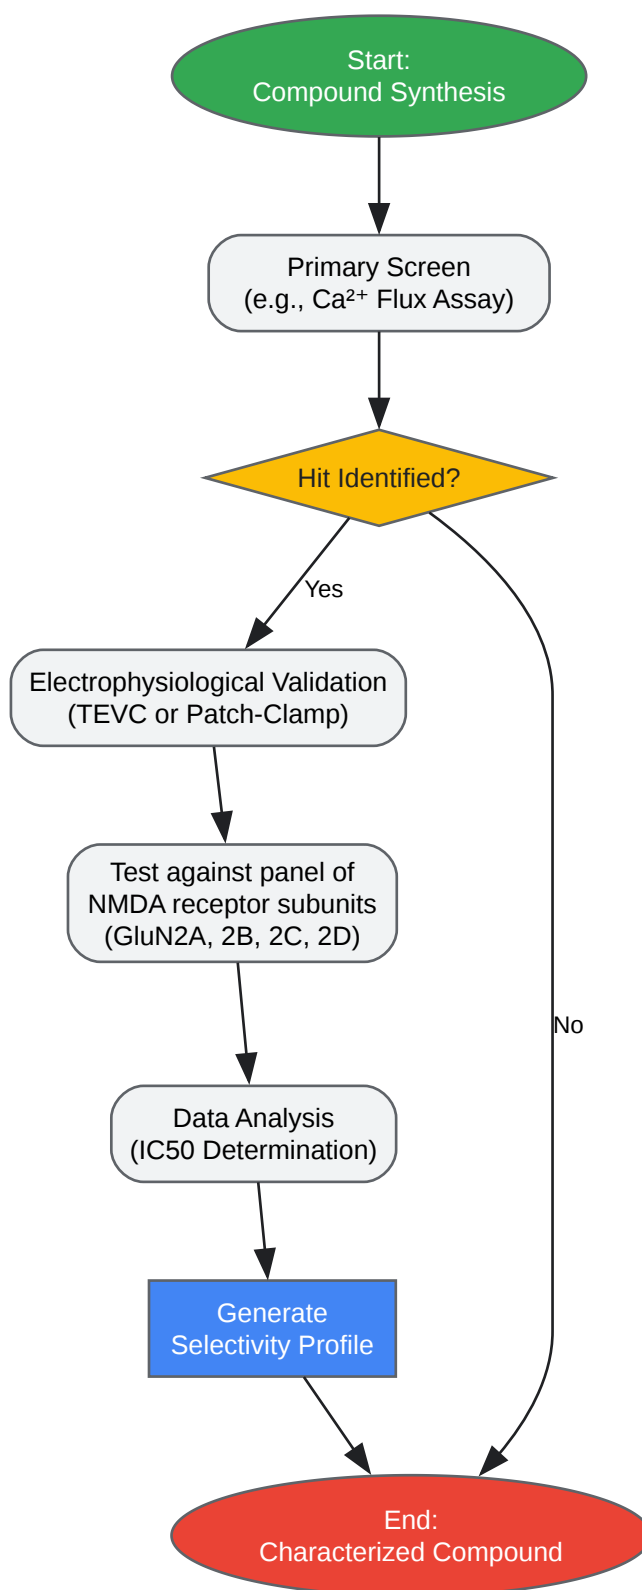 Start:
Compound Synthesis
Primary Screen
(e.g., Ca²⁺ Flux Assay)
Hit Identified?
Yes
Electrophysiological Validation
(TEVC or Patch-Clamp)
Test against panel of
NMDA receptor subunits
(GluN2A, 2B, 2C, 2D)
No
Data Analysis
(IC50 Determination)
Generate
Selectivity Profile
End:
Characterized Compound